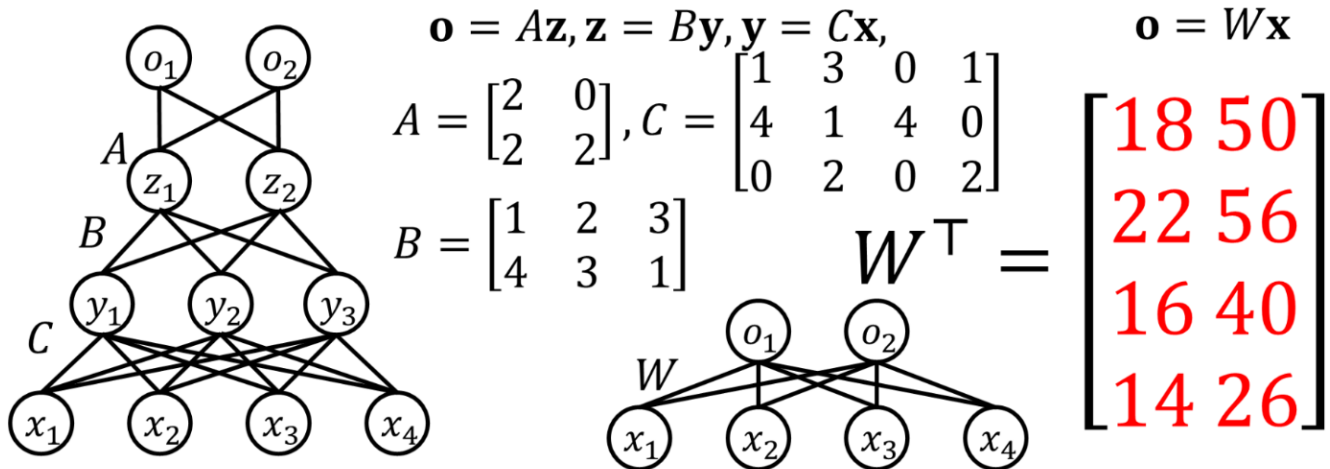 𝐨 = A𝐳, 𝐳 = B𝐲, 𝐲 = C𝐱,
𝐨 = W𝐱
o₁ o₂
A
z₁ z₂
B
y₁ y₂ y₃
C
x₁ x₂ x₃ x₄
A = [2 0
2 2], C = [1 3 0 1
4 1 4 0
0 2 0 2]
B = [1 2 3
4 3 1]
W⊤ = [18 50
22 56
16 40
14 26]
o₁ o₂
W
x₁ x₂ x₃ x₄